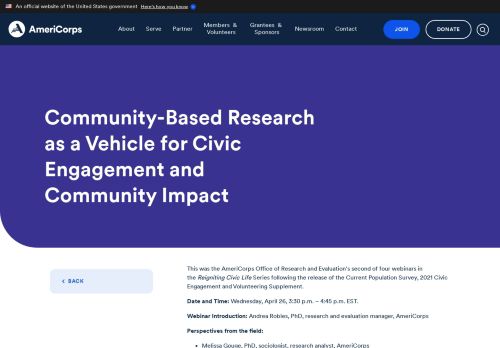 An official website of the United States government Here's how you know
AmeriCorps
About Serve Partner Members & Volunteers Grantees & Sponsors Newsroom Contact JOIN DONATE
Community-Based Research
as a Vehicle for Civic
Engagement and
Community Impact
BACK
This was the AmeriCorps Office of Research and Evaluation's second of four webinars in
the Reigniting Civic Life Series following the release of the Current Population Survey, 2021 Civic
Engagement and Volunteering Supplement.
Date and Time: Wednesday, April 26, 3:30 p.m. – 4:45 p.m. EST.
Webinar Introduction: Andrea Robles, PhD, research and evaluation manager, AmeriCorps
Perspectives from the field:
Melissa Gouge, PhD, sociologist, research analyst, AmeriCorps